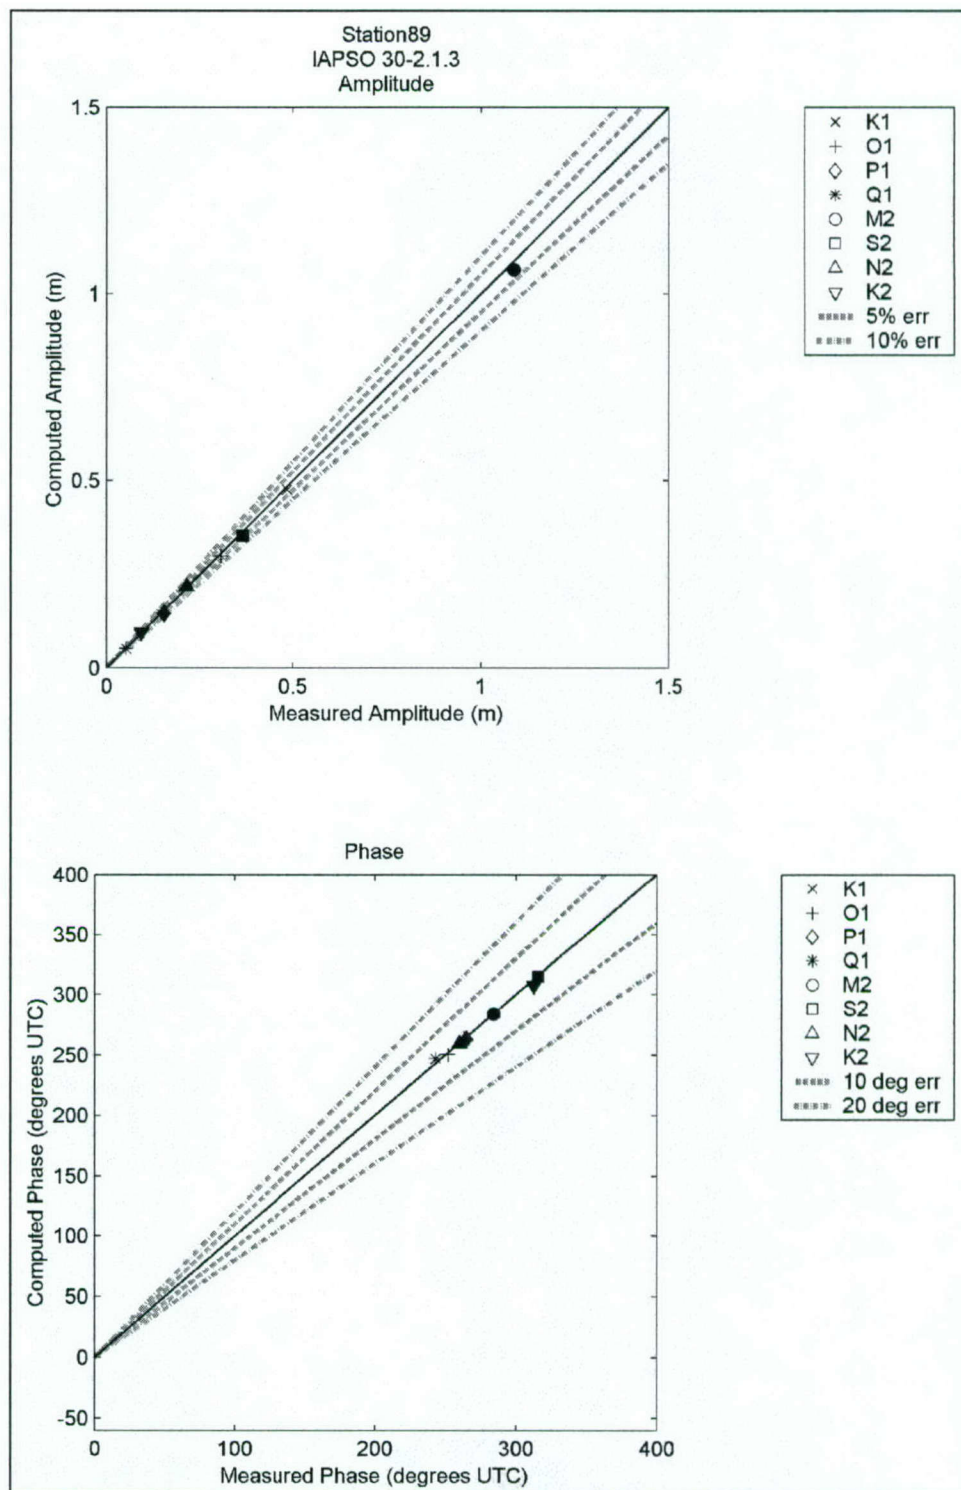 Station89
IAPSO 30-2.1.3
Amplitude
1.5
1
0.5
0
Computed Amplitude (m)
0
0.5
1
1.5
Measured Amplitude (m)
K1
O1
P1
Q1
M2
S2
N2
K2
5% err
10% err
Phase
400
350
300
250
200
150
100
50
0
-50
Computed Phase (degrees UTC)
0
100
200
300
400
Measured Phase (degrees UTC)
K1
O1
P1
Q1
M2
S2
N2
K2
10 deg err
20 deg err